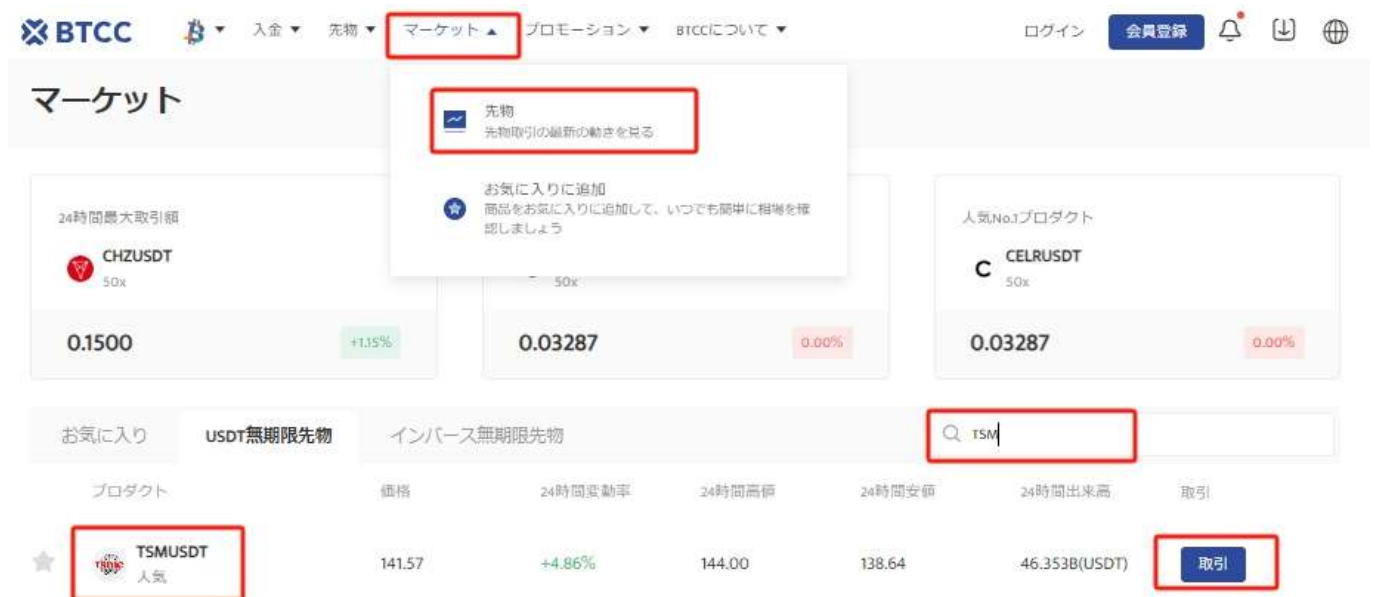 BTCC
入金 ▼
先物 ▼
マーケット ▲
プロモーション ▼
BTCCについて ▼
ログイン
会員登録
マーケット
先物
先物取引の最新の動きを見る
お気に入りに追加
商品をお気に入りに追加して、いつでも簡単に相場を確
認しましょう
24時間最大取引額
CHZUSDT
50x
0.1500
+1.15%
50x
0.03287
0.00%
人気No.1プロダクト
CELRUSDT
50x
0.03287
0.00%
お気に入り
USDT無期限先物
インバース無期限先物
TSM
プロダクト
価格
24時間変動率
24時間高値
24時間安値
24時間出来高
取引
TSMUSDT
人気
141.57
+4.86%
144.00
138.64
46.353B(USDT)
取引